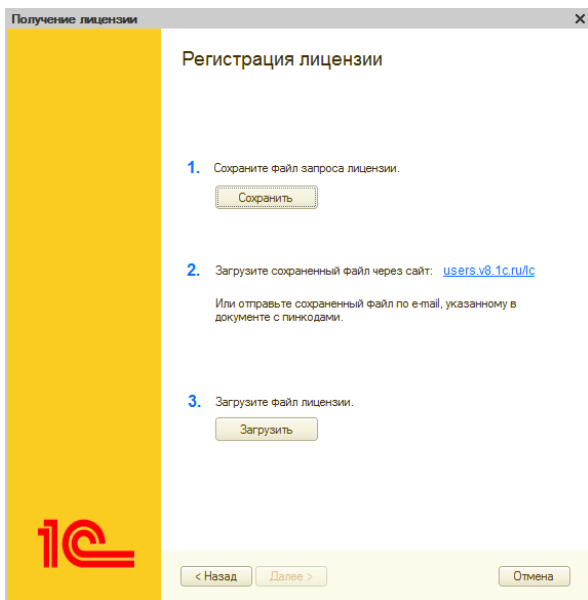 Получение лицензии
Регистрация лицензии
1. Сохраните файл запроса лицензии.
Сохранить
2. Загрузите сохраненный файл через сайт: users.v8.1c.ru/lc
Или отправьте сохраненный файл по e-mail, указанному в
документе с пинкодами.
3. Загрузите файл лицензии.
Загрузить
1С
< Назад Далее > Отмена